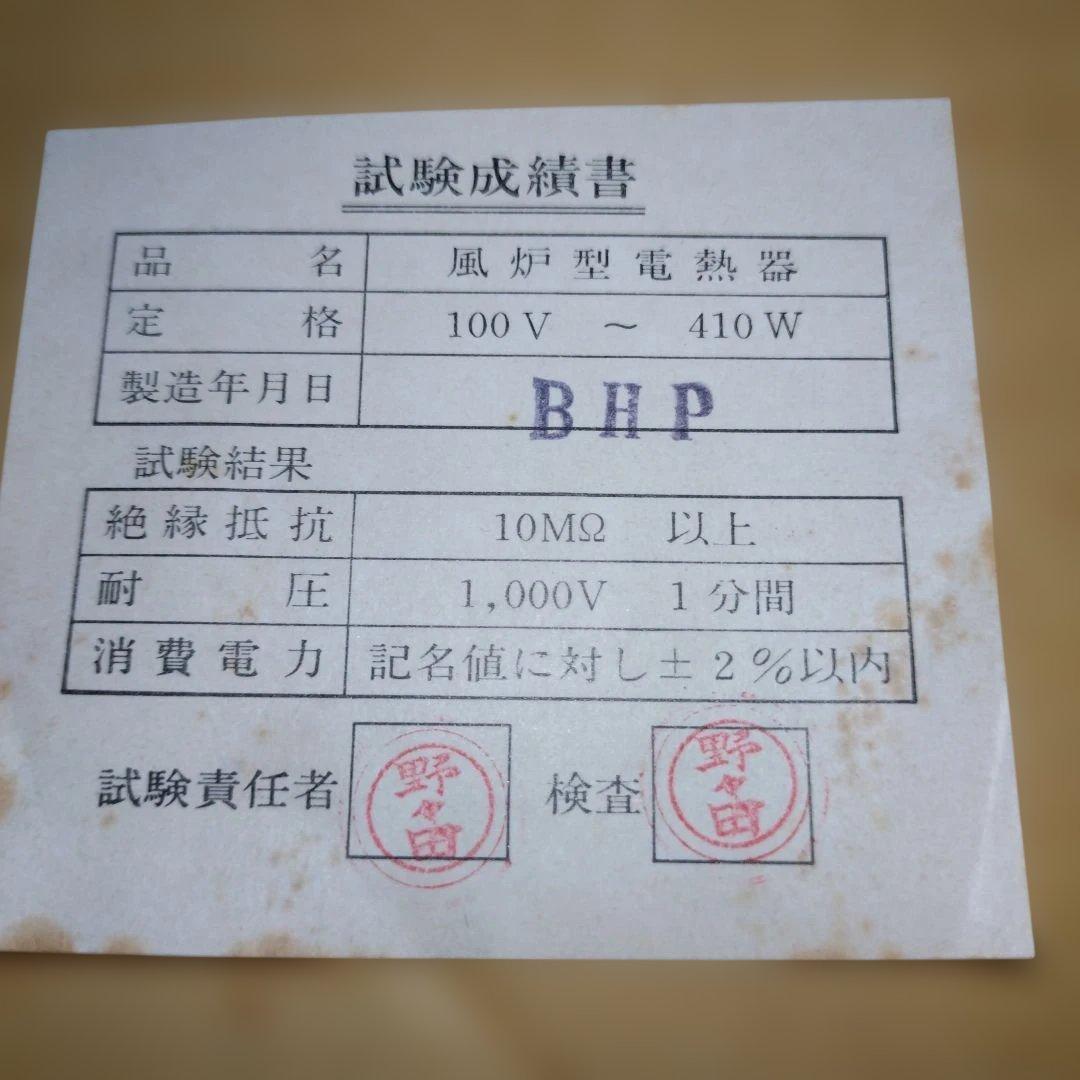 試験成績書
品名 風炉型電熱器
定格 100V ～ 410W
製造年月日 BHP
試験結果
絶縁抵抗 10MΩ 以上
耐圧 1,000V 1分間
消費電力 記名値に対し±2%以内
試験責任者 野々田 検査 野々田